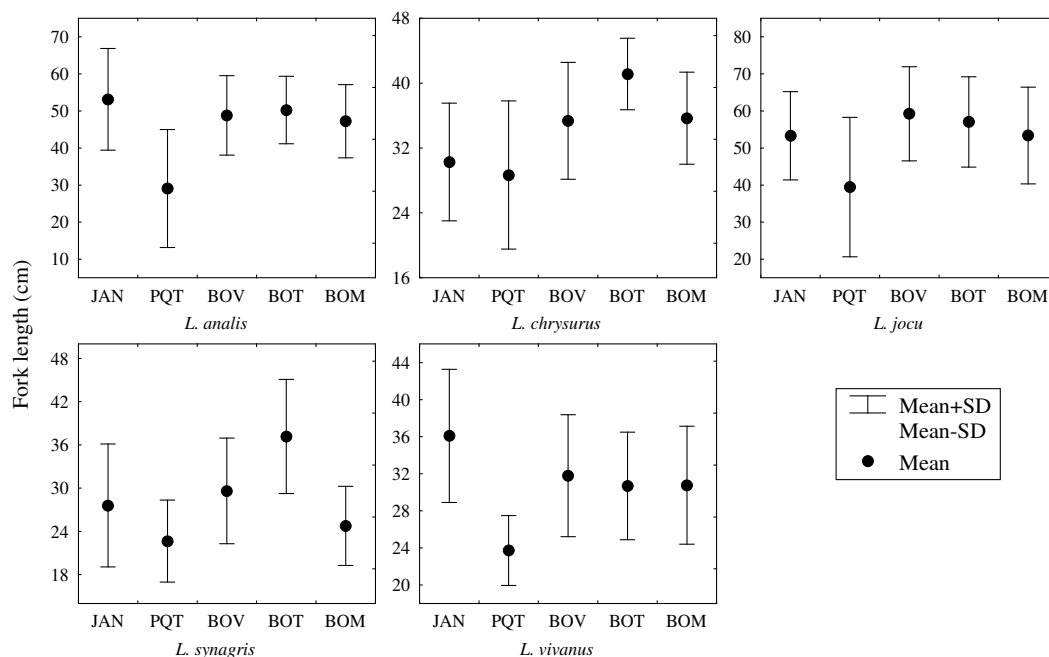 Fork length (cm)
70
60
50
40
30
20
10
JAN PQT BOV BOT BOM
L. analis
48
40
32
24
16
JAN PQT BOV BOT BOM
L. chrysurus
80
70
60
50
40
30
20
JAN PQT BOV BOT BOM
L. jocu
48
42
36
30
24
18
JAN PQT BOV BOT BOM
L. synagris
44
40
36
32
28
24
20
JAN PQT BOV BOT BOM
L. vivanus
Mean+SD
Mean-SD
Mean